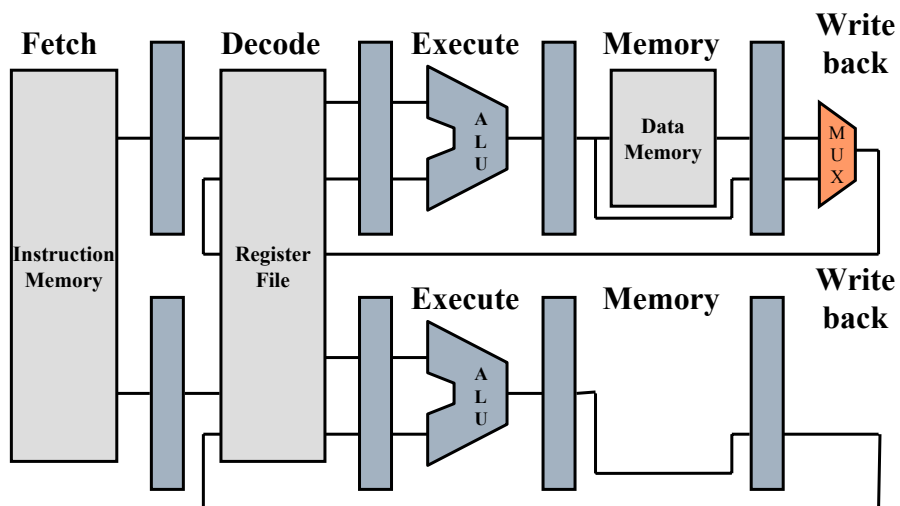 Fetch
Decode
Execute
Memory
Write
back
A
L
U
Data
Memory
M
U
X
Instruction
Memory
Register
File
Execute
Memory
Write
back
A
L
U